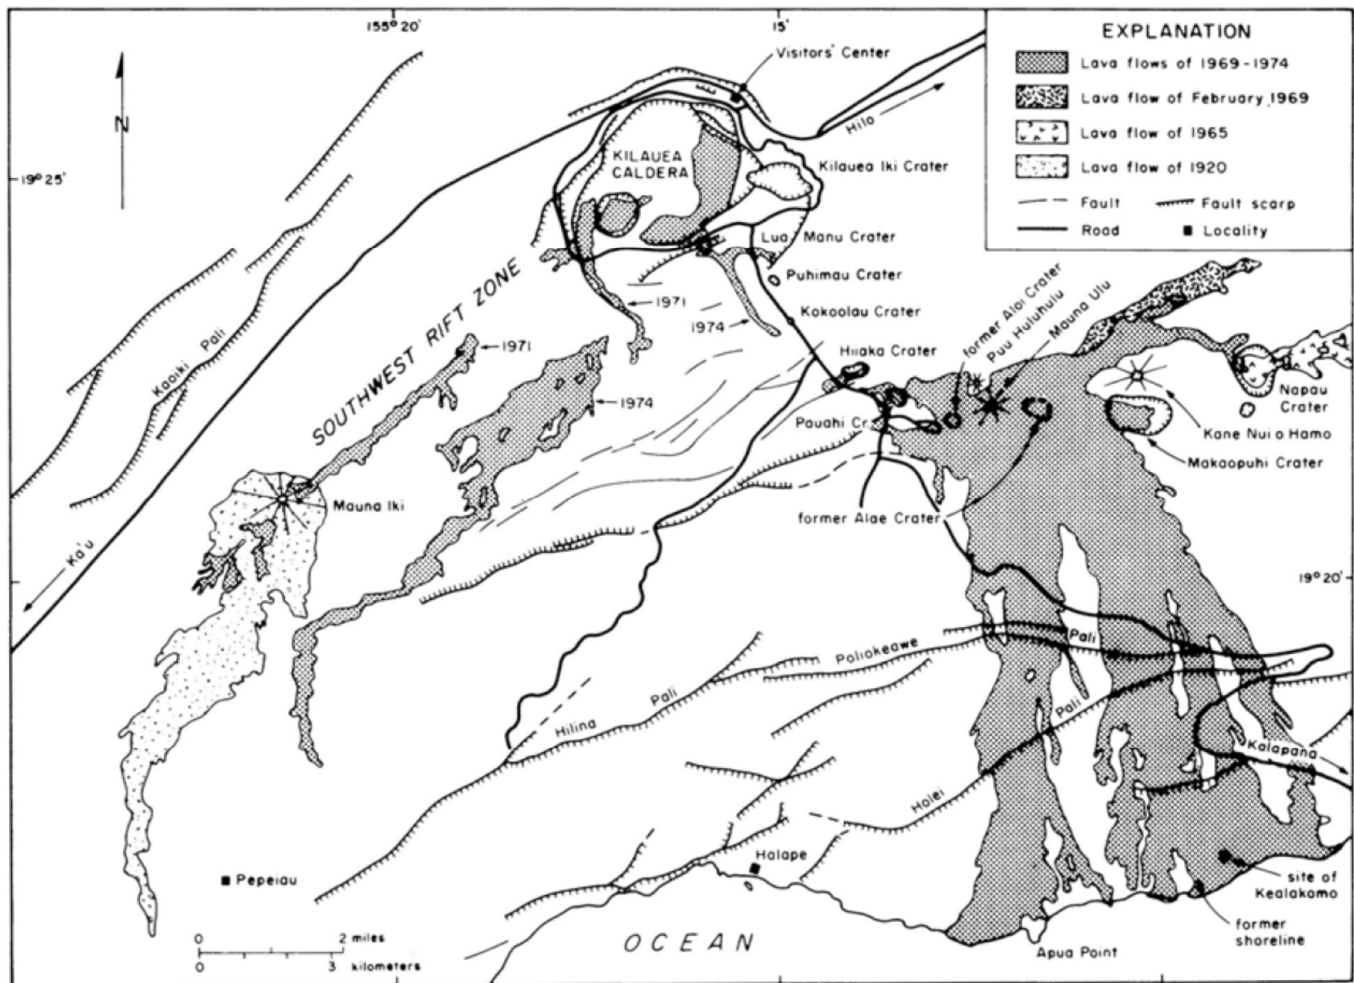 155° 20'
15'
N
Visitors' Center
Hilo
19° 25'
KILAUEA
CALDERA
Kilauea Iki Crater
Lua Manu Crater
Puhimau Crater
Kokoolau Crater
1971
1974
Hiiaka Crater
former Aloi Crater
Puu Huluhulu
Mauna Ulu
Kaoiki Pali
SOUTHWEST RIFT ZONE
1971
1974
Pauahi Cr.
Napau
Crater
Kane Nui o Hamo
Makaopuhi Crater
Mauna Iki
former Alae Crater
Ka'u
19° 20'
Poliokeawe Pali
Hilina Pali
Holei Pali
Kalapana
Halape
Pepeiau
site of
Kealakomo
former
shoreline
Apua Point
OCEAN
0 2 miles
0 3
kilometers
EXPLANATION
Lava flows of 1969-1974
Lava flow of February 1969
Lava flow of 1965
Lava flow of 1920
Fault
Fault scarp
Road
Locality